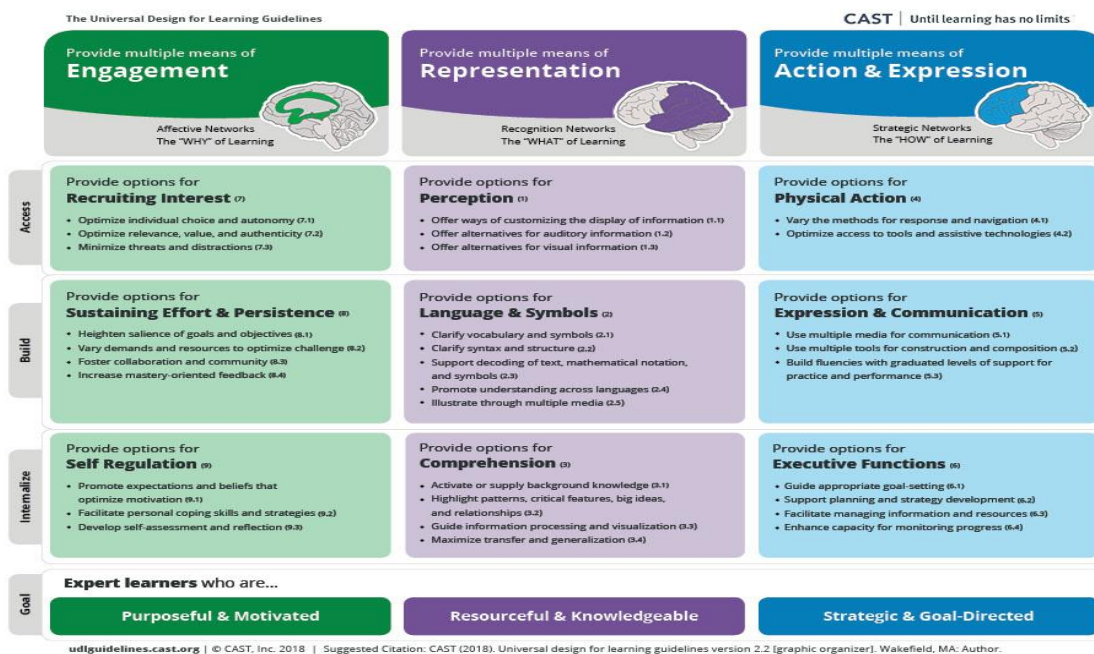 The Universal Design for Learning Guidelines
CAST | Until learning has no limits
Provide multiple means of
Engagement
Affective Networks
The "WHY" of Learning
Provide multiple means of
Representation
Recognition Networks
The "WHAT" of Learning
Provide multiple means of
Action & Expression
Strategic Networks
The "HOW" of Learning
Access
Provide options for
Recruiting Interest (7)
• Optimize individual choice and autonomy (7.1)
• Optimize relevance, value, and authenticity (7.2)
• Minimize threats and distractions (7.3)
Provide options for
Perception (1)
• Offer ways of customizing the display of information (1.1)
• Offer alternatives for auditory information (1.2)
• Offer alternatives for visual information (1.3)
Provide options for
Physical Action (4)
• Vary the methods for response and navigation (4.1)
• Optimize access to tools and assistive technologies (4.2)
Build
Provide options for
Sustaining Effort & Persistence (8)
• Heighten salience of goals and objectives (8.1)
• Vary demands and resources to optimize challenge (8.2)
• Foster collaboration and community (8.3)
• Increase mastery-oriented feedback (8.4)
Provide options for
Language & Symbols (2)
• Clarify vocabulary and symbols (2.1)
• Clarify syntax and structure (2.2)
• Support decoding of text, mathematical notation,
and symbols (2.3)
• Promote understanding across languages (2.4)
• Illustrate through multiple media (2.5)
Provide options for
Expression & Communication (5)
• Use multiple media for communication (5.1)
• Use multiple tools for construction and composition (5.2)
• Build fluencies with graduated levels of support for
practice and performance (5.3)
Internalize
Provide options for
Self Regulation (9)
• Promote expectations and beliefs that
optimize motivation (9.1)
• Facilitate personal coping skills and strategies (9.2)
• Develop self-assessment and reflection (9.3)
Provide options for
Comprehension (3)
• Activate or supply background knowledge (3.1)
• Highlight patterns, critical features, big ideas,
and relationships (3.2)
• Guide information processing and visualization (3.3)
• Maximize transfer and generalization (3.4)
Provide options for
Executive Functions (6)
• Guide appropriate goal-setting (6.1)
• Support planning and strategy development (6.2)
• Facilitate managing information and resources (6.3)
• Enhance capacity for monitoring progress (6.4)
Goal
Expert learners who are...
Purposeful & Motivated
Resourceful & Knowledgeable
Strategic & Goal-Directed
udlguidelines.cast.org | © CAST, Inc. 2018 | Suggested Citation: CAST (2018). Universal design for learning guidelines version 2.2 [graphic organizer]. Wakefield, MA: Author.